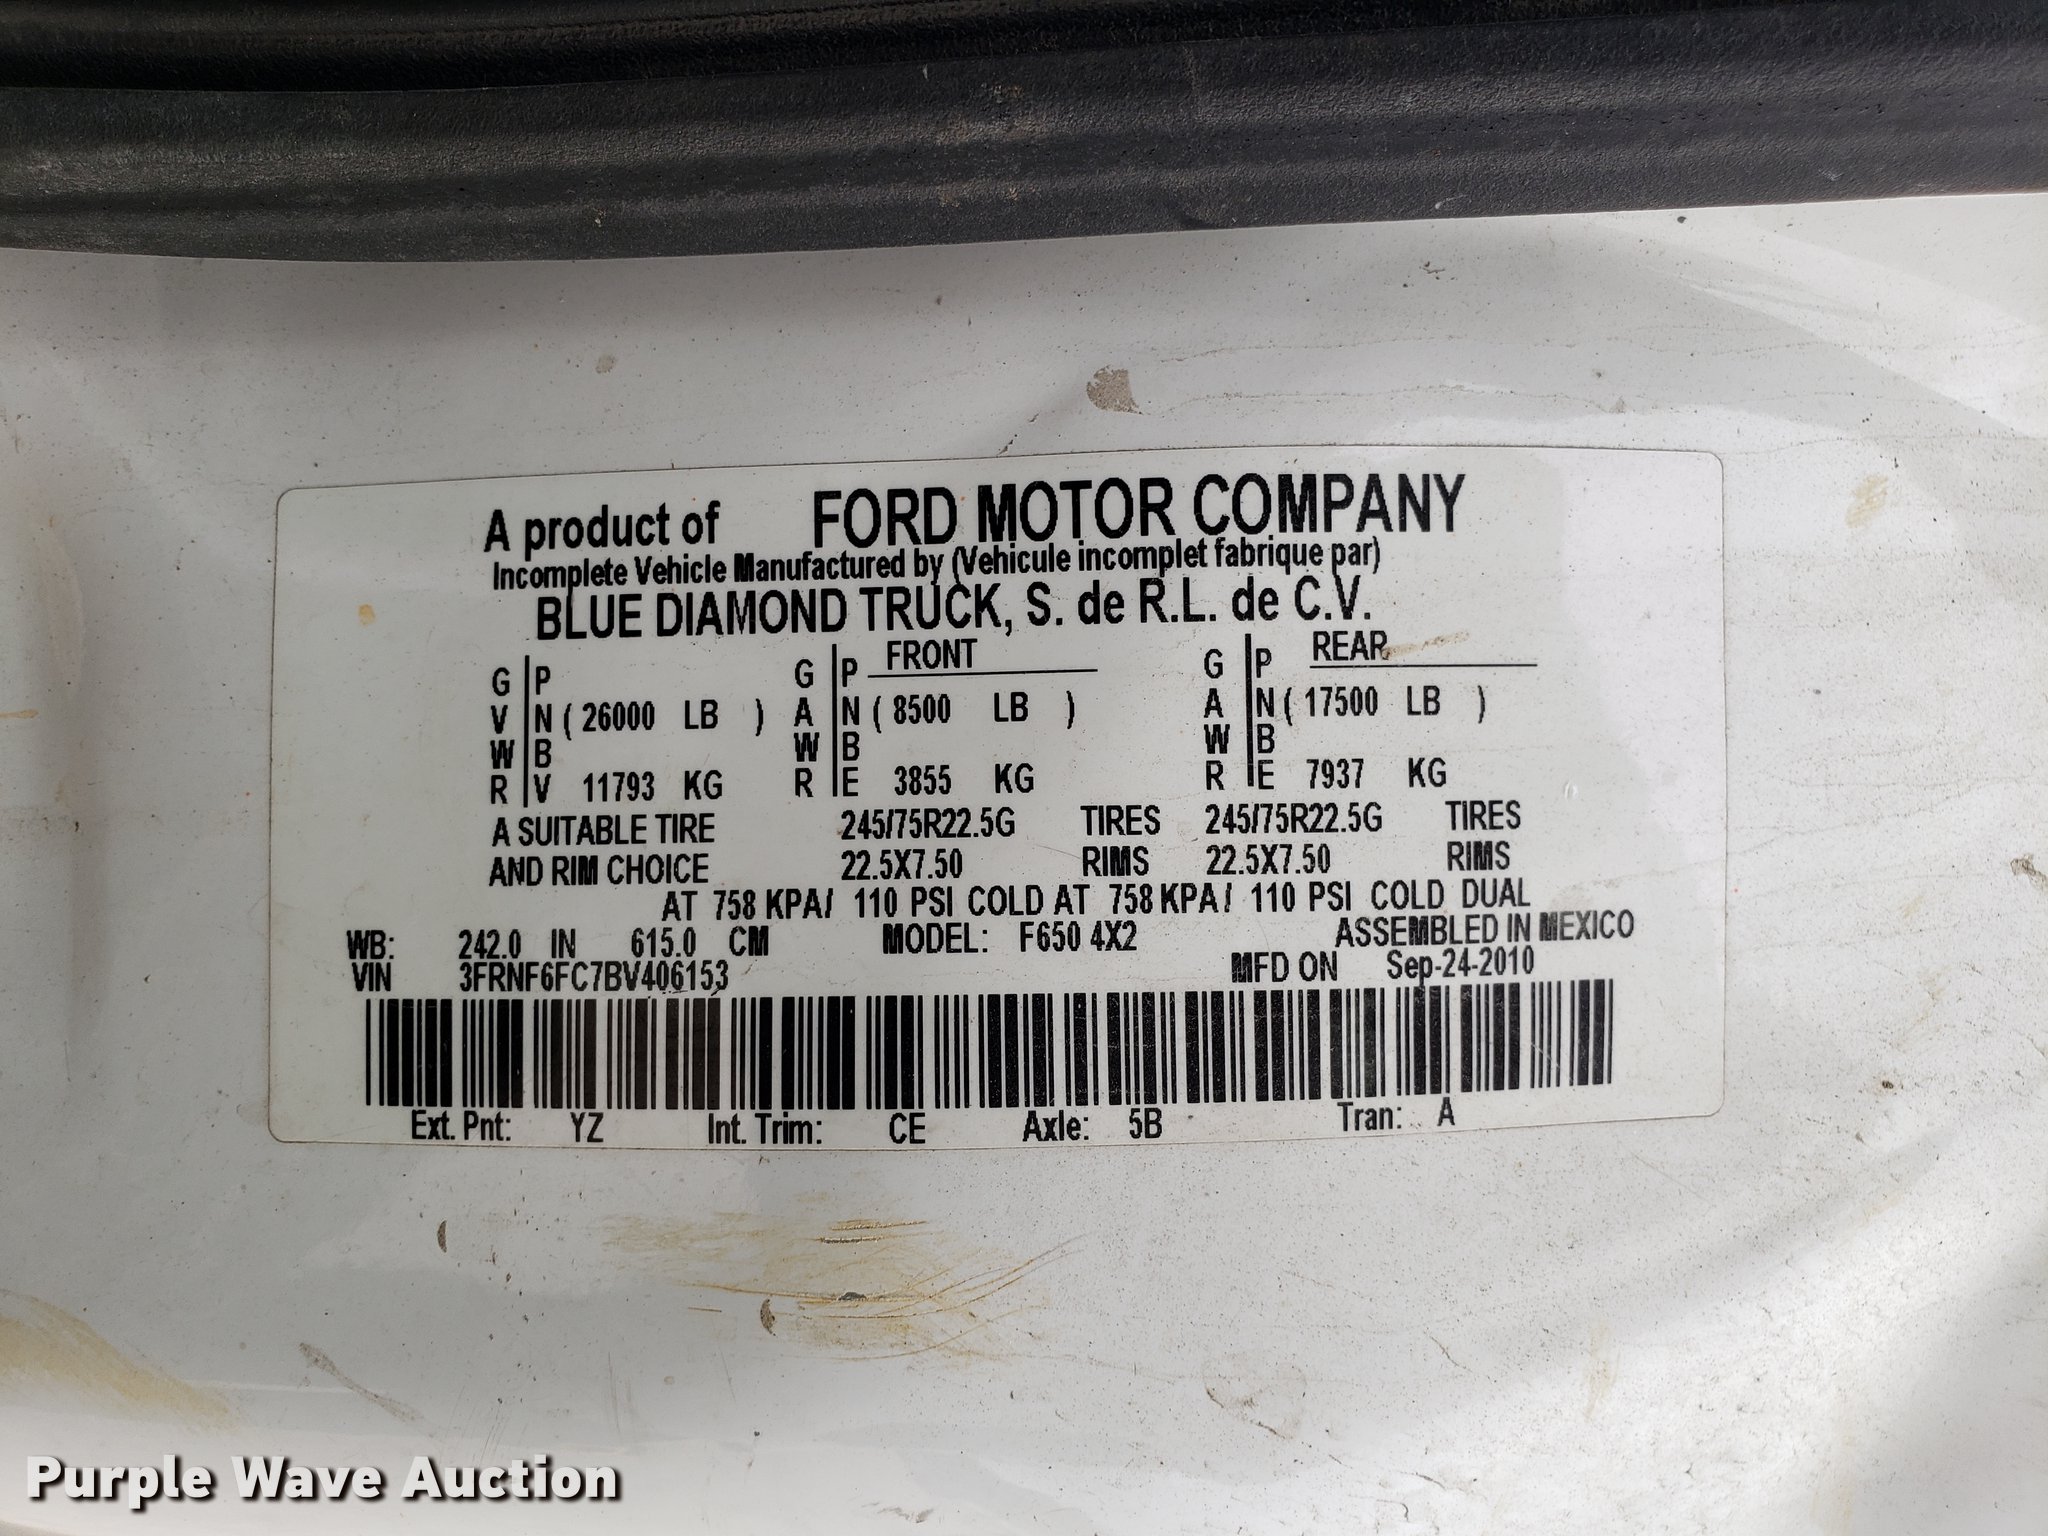 A product of FORD MOTOR COMPANY
Incomplete Vehicle Manufactured by (Vehicule incomplet fabrique par)
BLUE DIAMOND TRUCK, S. de R.L. de C.V.
G P G P FRONT G P REAR
V N ( 26000 LB ) A N ( 8500 LB ) A N ( 17500 LB )
W B W B W B
R V 11793 KG R E 3855 KG R E 7937 KG
A SUITABLE TIRE 245/75R22.5G TIRES 245/75R22.5G TIRES
AND RIM CHOICE 22.5X7.50 RIMS 22.5X7.50 RIMS
AT 758 KPA/ 110 PSI COLD AT 758 KPA/ 110 PSI COLD DUAL
WB: 242.0 IN 615.0 CM MODEL: F650 4X2 ASSEMBLED IN MEXICO
VIN 3FRNF6FC7BV406153 MFD ON Sep-24-2010
Ext. Pnt: YZ Int. Trim: CE Axle: 5B Tran: A
Purple Wave Auction